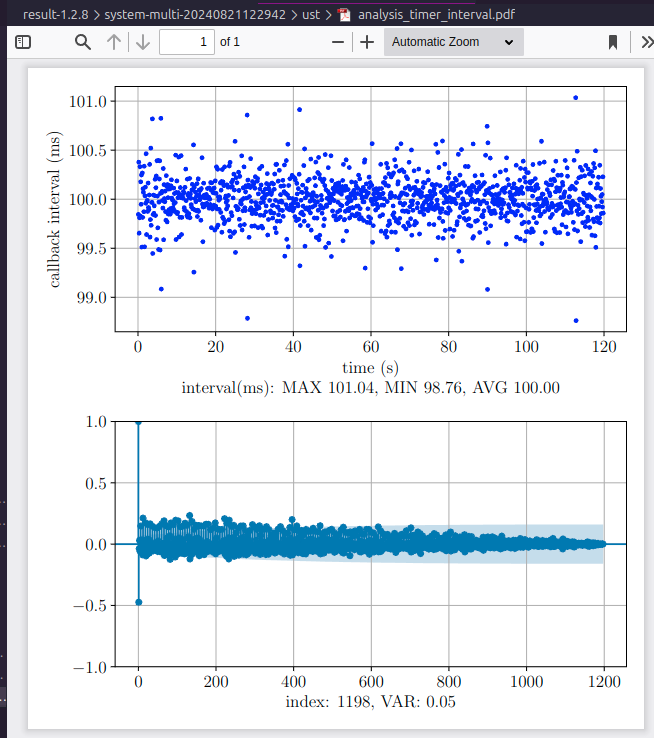 result-1.2.8 > system-multi-20240821122942 > ust > analysis_timer_interval.pdf
1 of 1 Automatic Zoom
101.0
100.5
100.0
99.5
99.0
callback interval (ms)
0 20 40 60 80 100 120
time (s)
interval(ms): MAX 101.04, MIN 98.76, AVG 100.00
1.0
0.5
0.0
−0.5
−1.0
0 200 400 600 800 1000 1200
index: 1198, VAR: 0.05